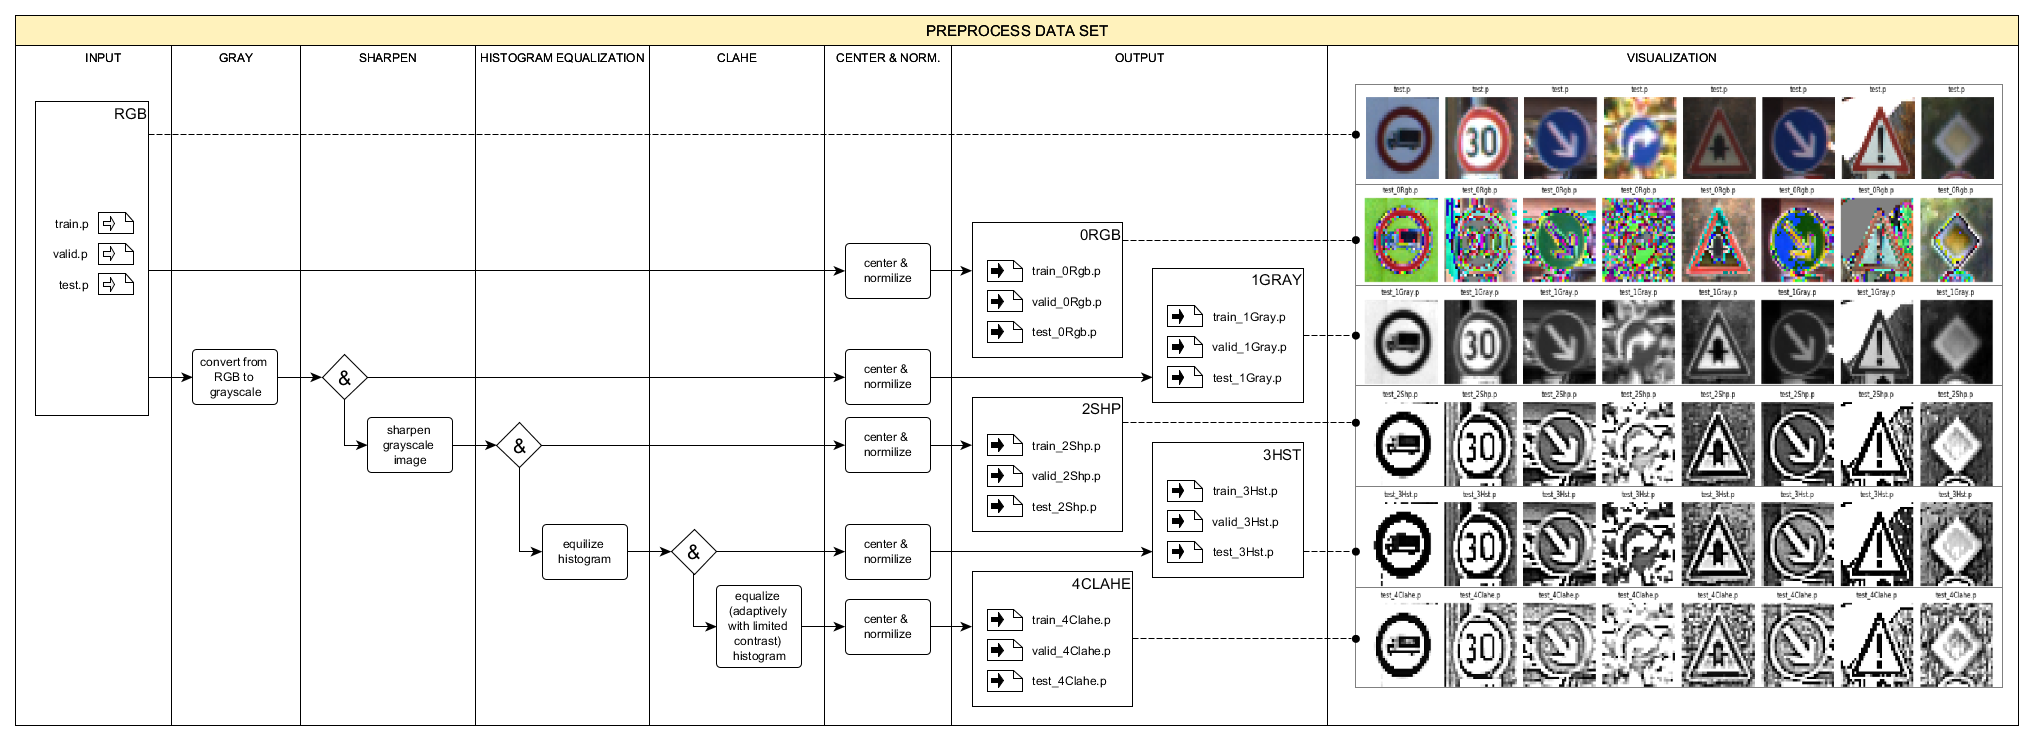 PREPROCESS DATA SET
INPUT
GRAY
SHARPEN
HISTOGRAM EQUALIZATION
CLAHE
CENTER & NORM.
OUTPUT
VISUALIZATION
RGB
train.p
valid.p
test.p
convert from
RGB to
grayscale
&
sharpen
grayscale
image
&
equilize
histogram
&
equalize
(adaptively
with limited
contrast)
histogram
center &
normilize
center &
normilize
center &
normilize
center &
normilize
center &
normilize
0RGB
train_0Rgb.p
valid_0Rgb.p
test_0Rgb.p
1GRAY
train_1Gray.p
valid_1Gray.p
test_1Gray.p
2SHP
train_2Shp.p
valid_2Shp.p
test_2Shp.p
3HST
train_3Hst.p
valid_3Hst.p
test_3Hst.p
4CLAHE
train_4Clahe.p
valid_4Clahe.p
test_4Clahe.p
test.p test.p test.p test.p test.p test.p test.p test.p
30
test_0Rgb.p test_0Rgb.p test_0Rgb.p test_0Rgb.p test_0Rgb.p test_0Rgb.p test_0Rgb.p test_0Rgb.p
test_1Gray.p test_1Gray.p test_1Gray.p test_1Gray.p test_1Gray.p test_1Gray.p test_1Gray.p test_1Gray.p
30
test_2Shp.p test_2Shp.p test_2Shp.p test_2Shp.p test_2Shp.p test_2Shp.p test_2Shp.p test_2Shp.p
30
test_3Hst.p test_3Hst.p test_3Hst.p test_3Hst.p test_3Hst.p test_3Hst.p test_3Hst.p test_3Hst.p
30
test_4Clahe.p test_4Clahe.p test_4Clahe.p test_4Clahe.p test_4Clahe.p test_4Clahe.p test_4Clahe.p test_4Clahe.p
30